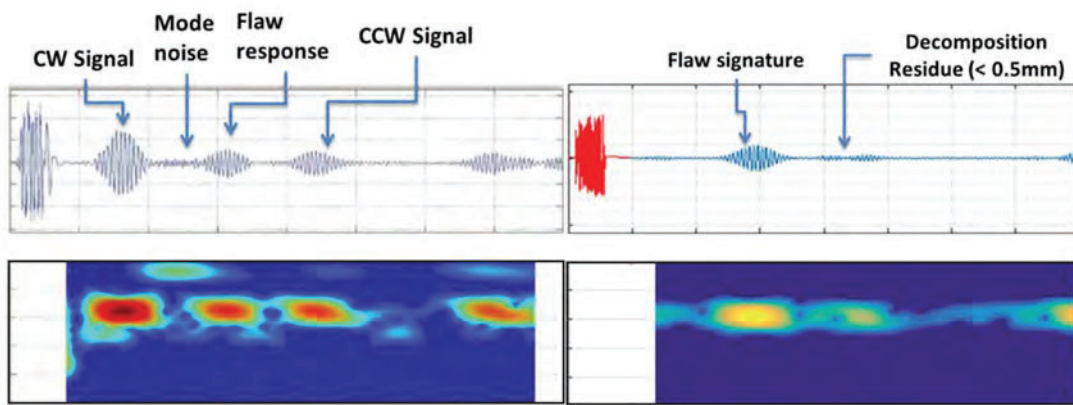 CW Signal
Mode
noise
Flaw
response
CCW Signal
Flaw signature
Decomposition
Residue (< 0.5mm)